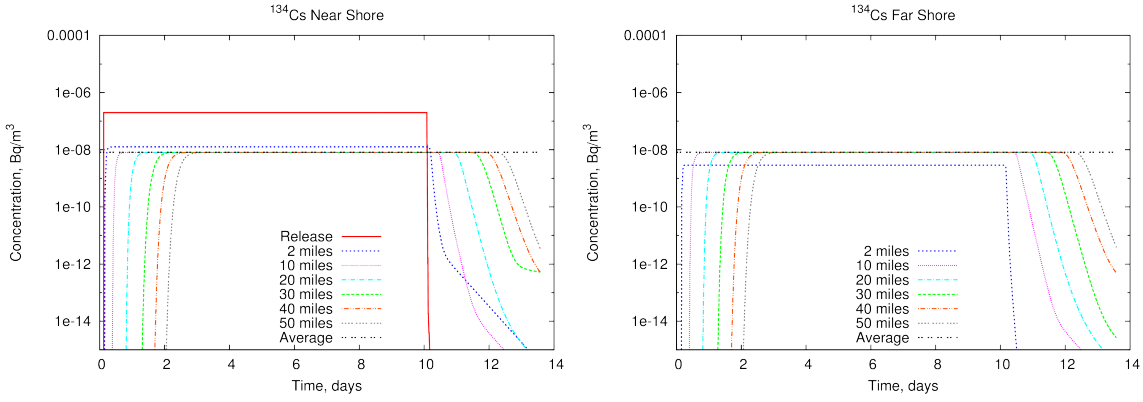 ¹³⁴Cs Near Shore
0.0001
1e-06
1e-08
1e-10
1e-12
1e-14
Concentration, Bq/m³
Release
2 miles
10 miles
20 miles
30 miles
40 miles
50 miles
Average
0 2 4 6 8 10 12 14
Time, days
¹³⁴Cs Far Shore
0.0001
1e-06
1e-08
1e-10
1e-12
1e-14
Concentration, Bq/m³
2 miles
10 miles
20 miles
30 miles
40 miles
50 miles
Average
0 2 4 6 8 10 12 14
Time, days